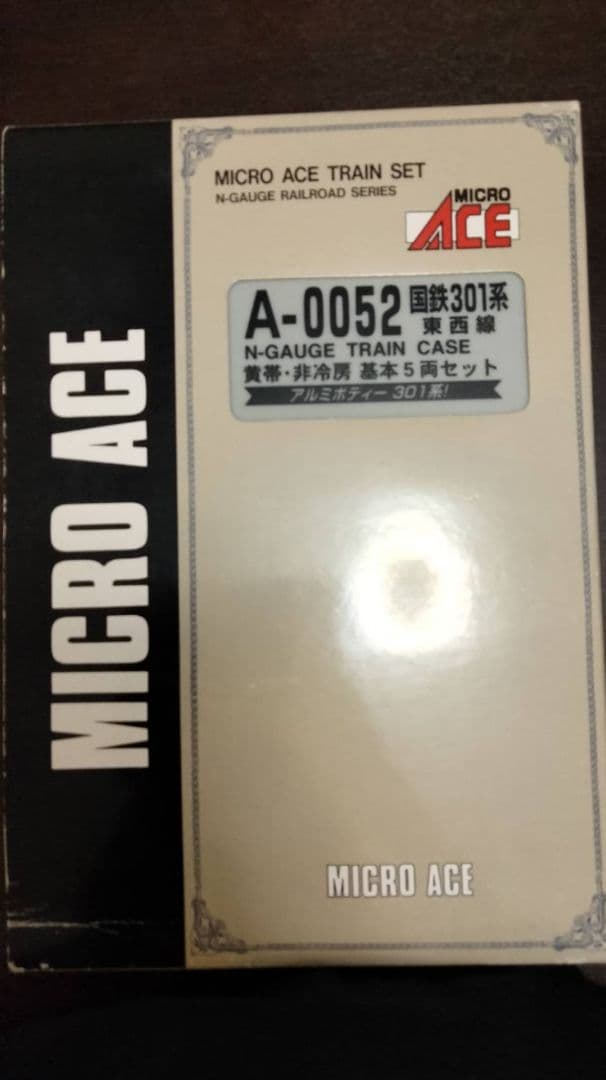 MICRO ACE
MICRO ACE TRAIN SET
N-GAUGE RAILROAD SERIES
MICRO
ACE
A-0052 国鉄301系
東西線
N-GAUGE TRAIN CASE
黄帯・非冷房 基本5両セット
アルミボディー 301系!
MICRO ACE